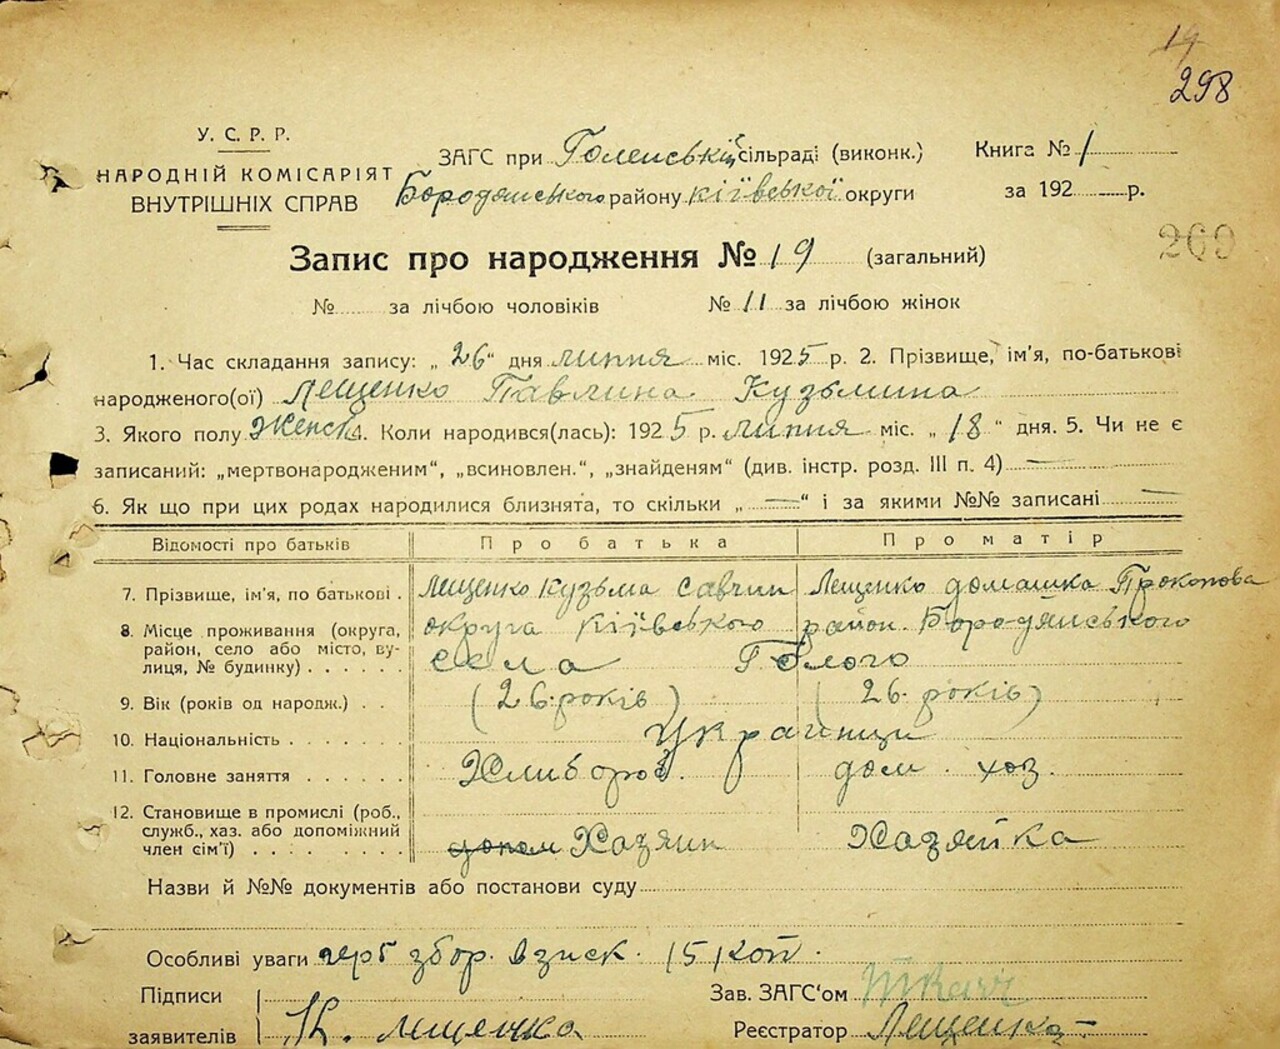 19
298
У. С. Р. Р.
НАРОДНІЙ КОМІСАРІЯТ
ВНУТРІШНІХ СПРАВ
ЗАГС при Голенській сільраді (виконк.)
Бородянського району Кіївської округи
Книга № 1
за 192 р.
269
Запис про народження № 19 (загальний)
№ за лічбою чоловіків № 11 за лічбою жінок
1. Час складання запису: „ 26 “ дня липня міс. 1925 р. 2. Прізвище, ім'я, по-батькові
народженого(ої) Лещенко Павлина Кузьмина
3. Якого полу Женск. 4. Коли народився(лась): 1925 р. липня міс. „ 18 “ дня. 5. Чи не є
записаний: „мертвонародженим“, „всиновлен.“, „знайденям“ (див. інстр. розд. III п. 4) —
6. Як що при цих родах народилися близнята, то скільки „ — “ і за якими №№ записані —
Відомості про батьків Про батька Про матір
7. Прізвище, ім'я, по батькові . Лещенко Кузьма Савчин Лещенко Домашка Прокопова
8. Місце проживання (округа, район, село або місто, вулиця, № будинку) . . . . . . округа Кіївського район. Бородянського
села Голого
9. Вік (років од народж.) . . (26 років) (26. років)
10. Національність . . . . . . . Украинци
11. Головне заняття . . . . . . Хлибороб. дом. хоз.
12. Становище в промислі (роб., служб., хаз. або допоміжний член сім'ї) . . . . . . . . Хазяин Хазяйка
Назви й №№ документів або постанови суду
Особливі уваги герб збор. взиск. 15 коп.
Підписи
заявителів К. Лещенко
Зав. ЗАГС'ом Ткач
Реєстратор Лещенко